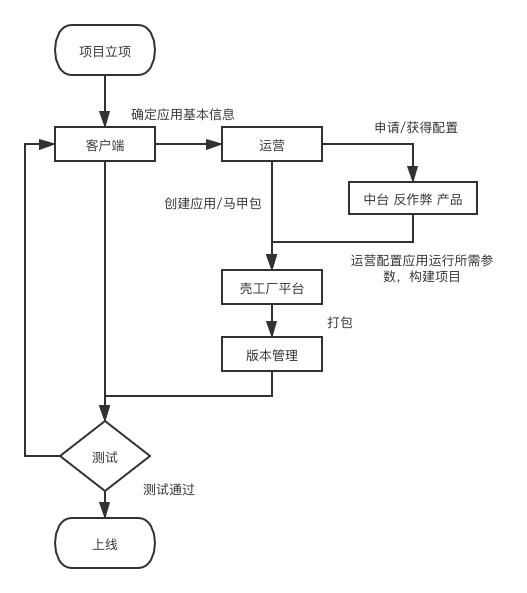 项目立项
确定应用基本信息
申请/获得配置
客户端
运营
中台 反作弊 产品
创建应用/马甲包
运营配置应用运行所需参
数，构建项目
壳工厂平台
打包
版本管理
测试
测试通过
上线